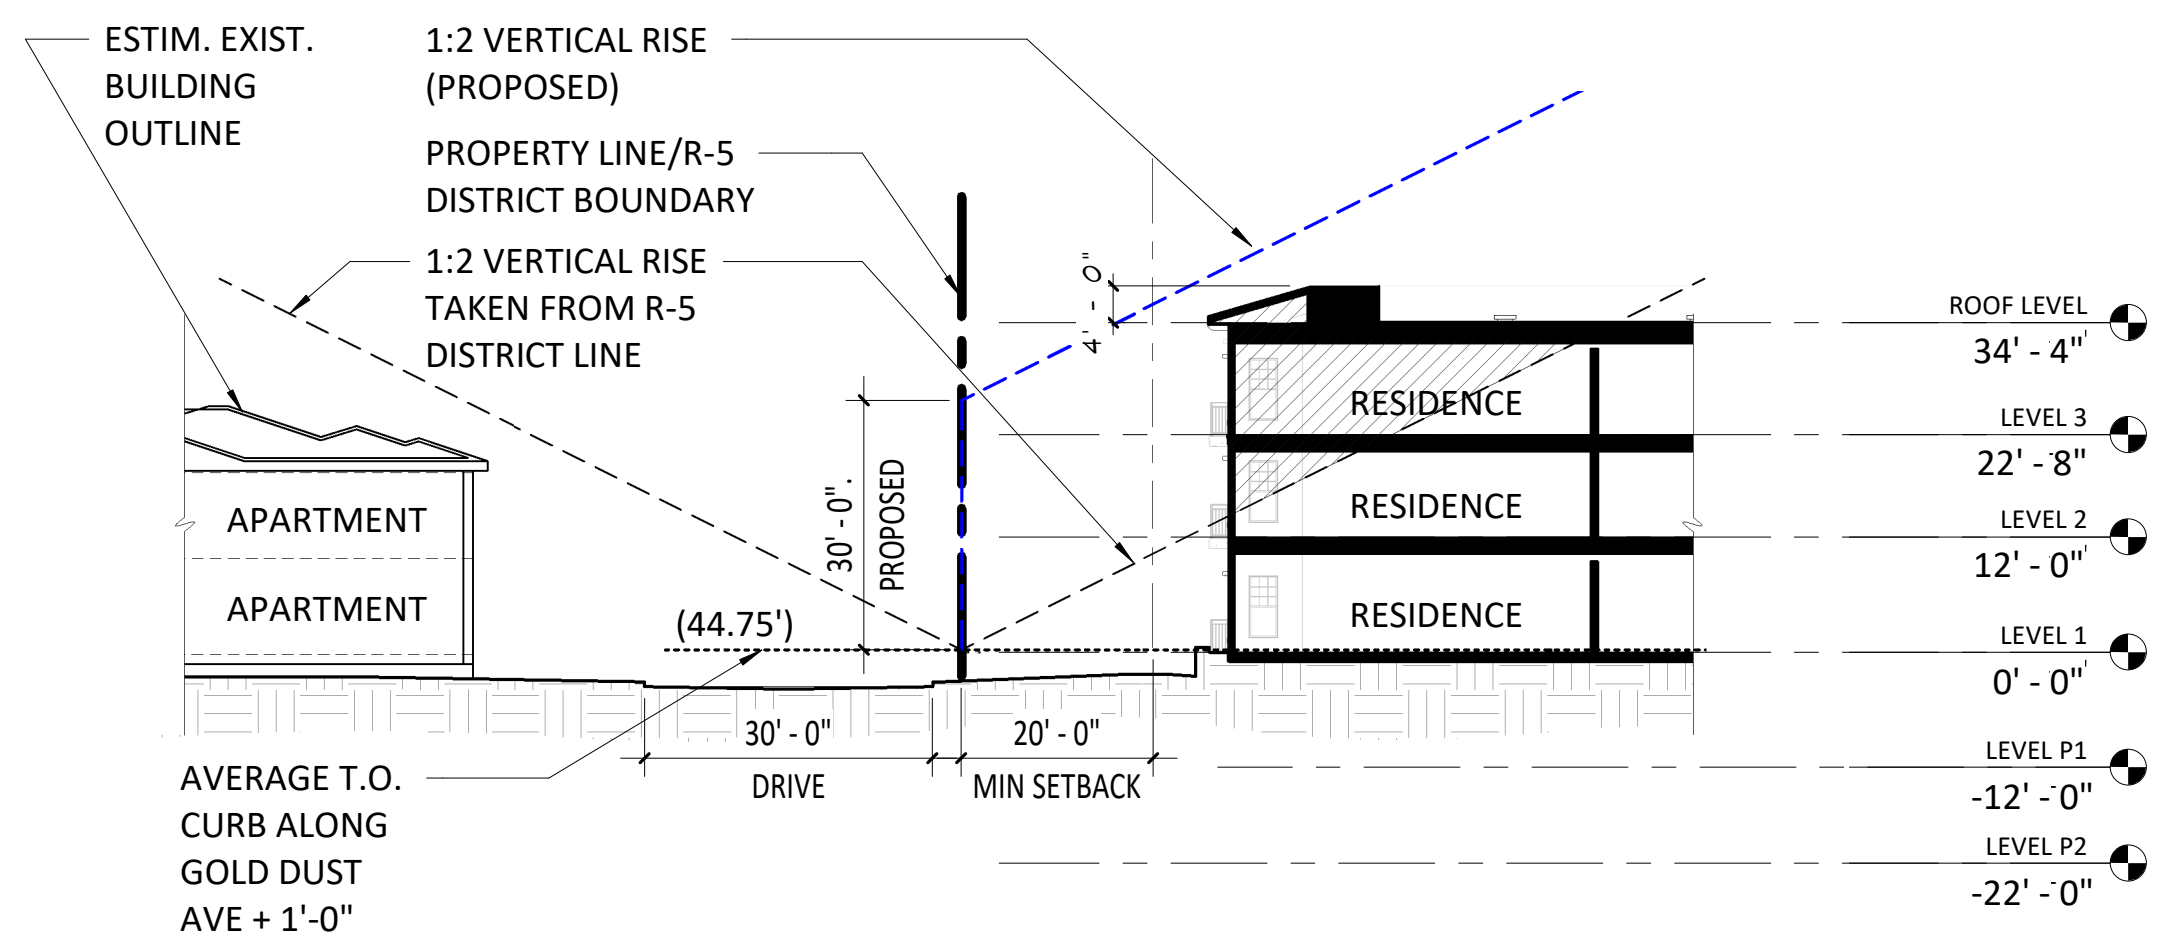 ESTIM. EXIST.
BUILDING
OUTLINE
1:2 VERTICAL RISE
(PROPOSED)
PROPERTY LINE/R-5
DISTRICT BOUNDARY
1:2 VERTICAL RISE
TAKEN FROM R-5
DISTRICT LINE
4' - 0"
ROOF LEVEL
34' - 4"
RESIDENCE
LEVEL 3
22' - 8"
30' - 0".
PROPOSED
APARTMENT
RESIDENCE
LEVEL 2
12' - 0"
APARTMENT
(44.75')
RESIDENCE
LEVEL 1
0' - 0"
30' - 0"
DRIVE
20' - 0"
MIN SETBACK
LEVEL P1
-12' - 0"
LEVEL P2
-22' - 0"
AVERAGE T.O.
CURB ALONG
GOLD DUST
AVE + 1'-0"